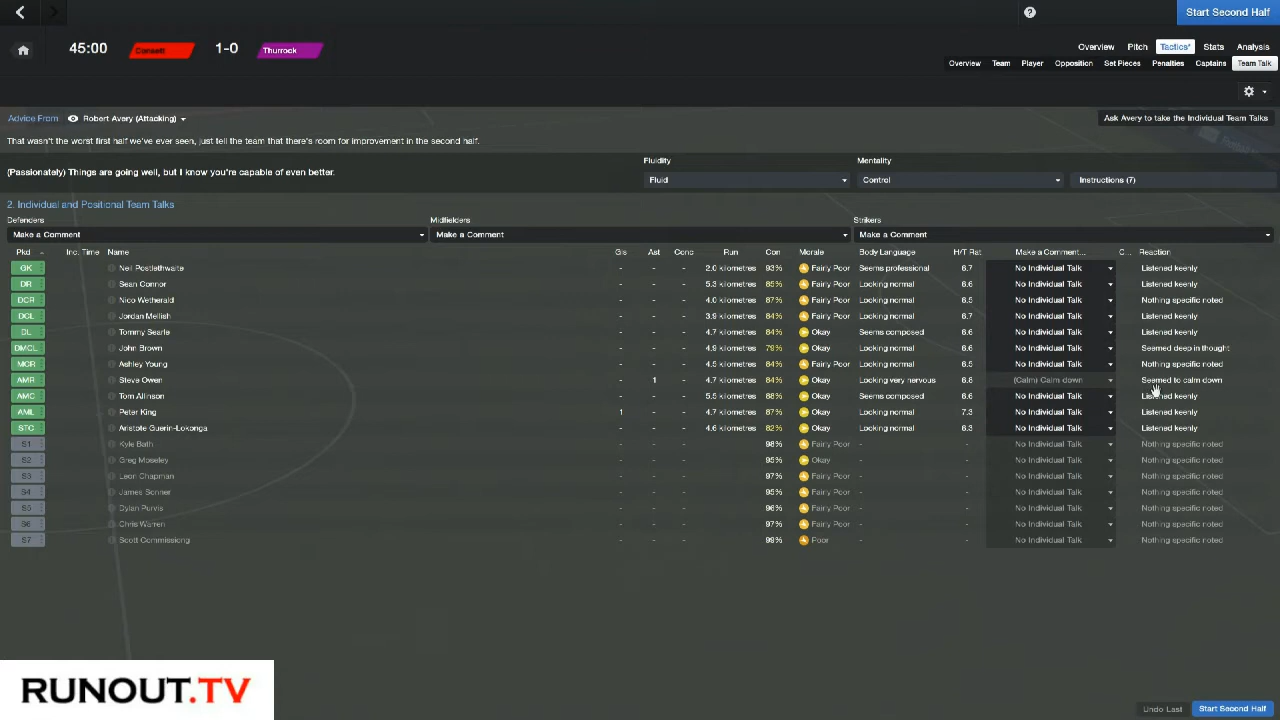 Start Second Half
45:00 Consett 1-0 Thurrock
Overview Pitch Tactics* Stats Analysis
Overview Team Player Opposition Set Pieces Penalties Captains Team Talk
Advice From Robert Avery (Attacking)
Ask Avery to take the Individual Team Talks
That wasn't the worst first half we've ever seen, just tell the team that there's room for improvement in the second half.
Fluidity Mentality
(Passionately) Things are going well, but I know you're capable of even better.
Fluid Control Instructions (7)
2. Individual and Positional Team Talks
Defenders Midfielders Strikers
Make a Comment Make a Comment Make a Comment
Pkd Inc. Time Name Gls Ast Conc Run Con Morale Body Language H/T Rat Make a Comment... C... Reaction
GK Neil Postlethwaite - - - 2.0 kilometres 93% Fairly Poor Seems professional 6.7 No Individual Talk Listened keenly
DR Sean Connor - - - 5.3 kilometres 85% Fairly Poor Looking normal 6.6 No Individual Talk Listened keenly
DCR Nico Wetherald - - - 4.0 kilometres 87% Fairly Poor Looking normal 6.5 No Individual Talk Nothing specific noted
DCL Jordan Mellish - - - 3.9 kilometres 84% Fairly Poor Looking normal 6.7 No Individual Talk Listened keenly
DL Tommy Searle - - - 4.7 kilometres 84% Okay Seems composed 6.6 No Individual Talk Listened keenly
DMCL John Brown - - - 4.9 kilometres 79% Okay Looking normal 6.6 No Individual Talk Seemed deep in thought
MCR Ashley Young - - - 4.5 kilometres 84% Fairly Poor Looking normal 6.5 No Individual Talk Nothing specific noted
AMR Steve Owen - 1 - 4.7 kilometres 84% Okay Looking very nervous 6.8 (Calm) Calm down Seemed to calm down
AMC Tom Allinson - - - 5.5 kilometres 88% Okay Seems composed 6.6 No Individual Talk Listened keenly
AML Peter King 1 - - 4.7 kilometres 87% Okay Looking normal 7.3 No Individual Talk Listened keenly
STC Aristote Guerin-Lokonga - - - 4.6 kilometres 82% Okay Looking normal 6.3 No Individual Talk Listened keenly
S1 Kyle Bath - - - 98% Fairly Poor - - No Individual Talk Nothing specific noted
S2 Greg Moseley - - - 95% Okay - - No Individual Talk Nothing specific noted
S3 Leon Chapman - - - 97% Fairly Poor - - No Individual Talk Nothing specific noted
S4 James Sonner - - - 95% Fairly Poor - - No Individual Talk Nothing specific noted
S5 Dylan Purvis - - - 96% Fairly Poor - - No Individual Talk Nothing specific noted
S6 Chris Warren - - - 97% Fairly Poor - - No Individual Talk Nothing specific noted
S7 Scott Commissiong - - - 99% Poor - - No Individual Talk Nothing specific noted
RUNOUT.TV
Undo Last Start Second Half